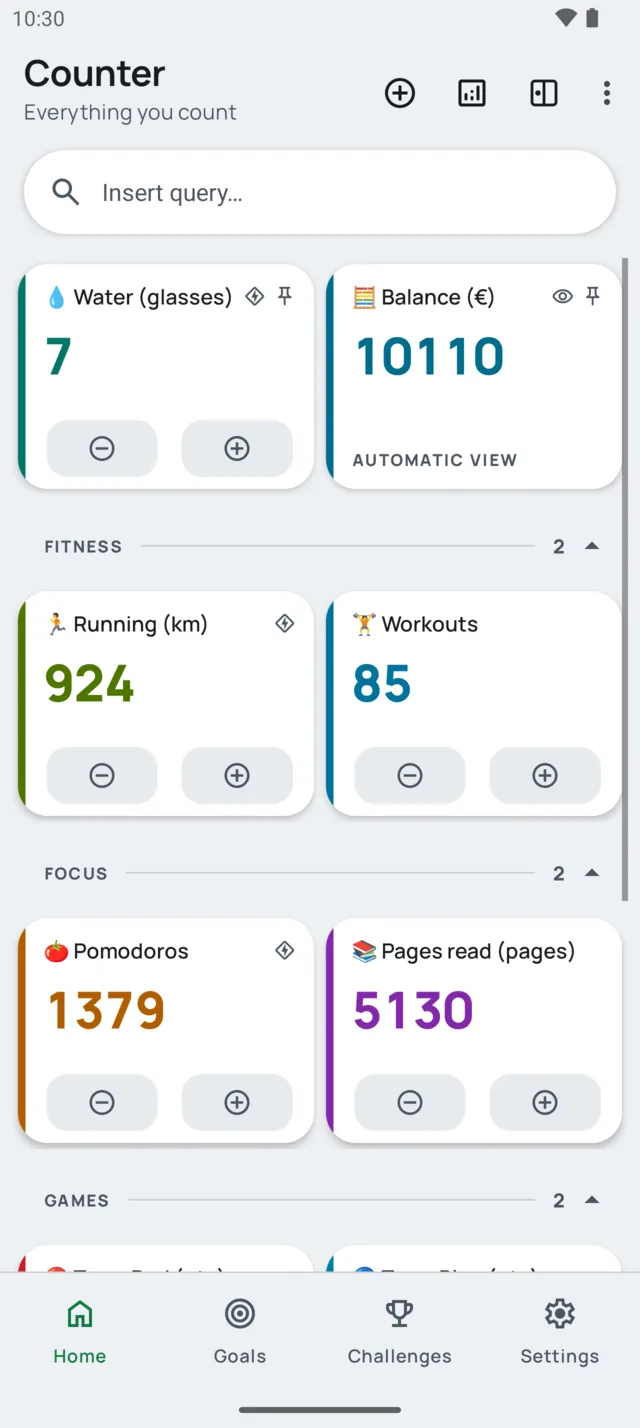 10:30
Counter
Everything you count
Insert query...
Water (glasses)
Balance (€)
7
10110
AUTOMATIC VIEW
FITNESS 2
Running (km)
Workouts
924
85
FOCUS 2
Pomodoros
Pages read (pages)
1379
5130
GAMES 2
Home
Goals
Challenges
Settings